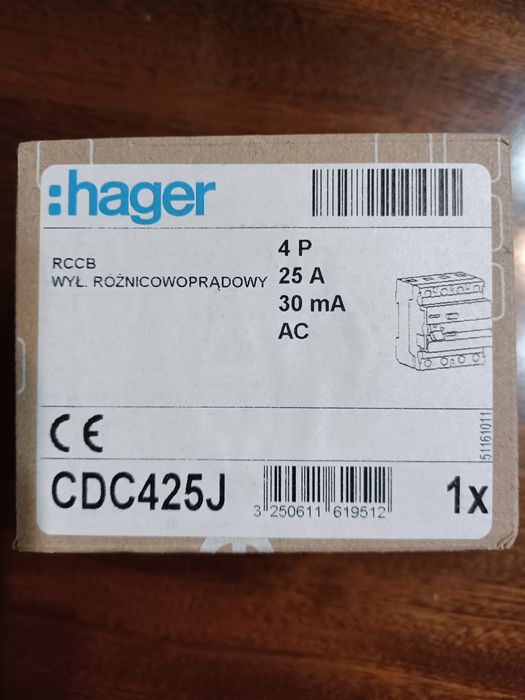 :hager
RCCB
WYŁ. RÓŻNICOWOPRĄDOWY
4 P
25 A
30 mA
AC
51161011
CE
CDC425J
3 250611 619512
1x